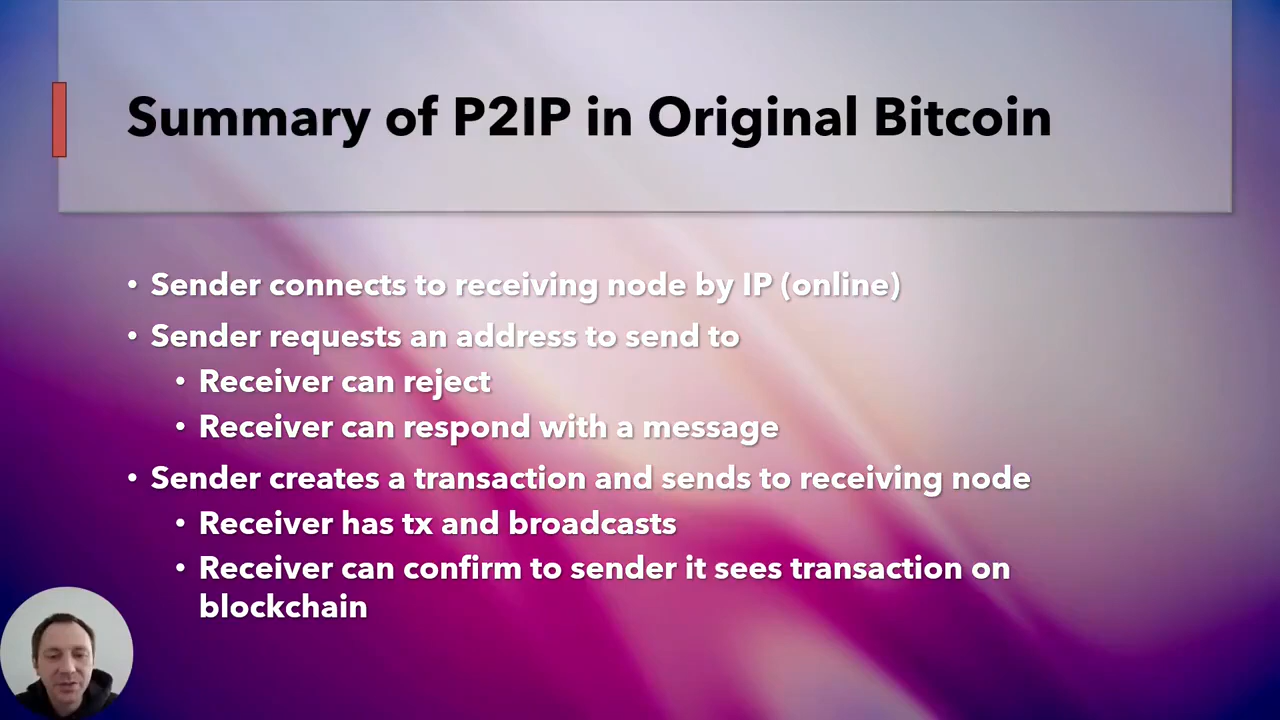 Summary of P2IP in Original Bitcoin
• Sender connects to receiving node by IP (online)
• Sender requests an address to send to
• Receiver can reject
• Receiver can respond with a message
• Sender creates a transaction and sends to receiving node
• Receiver has tx and broadcasts
• Receiver can confirm to sender it sees transaction on
blockchain